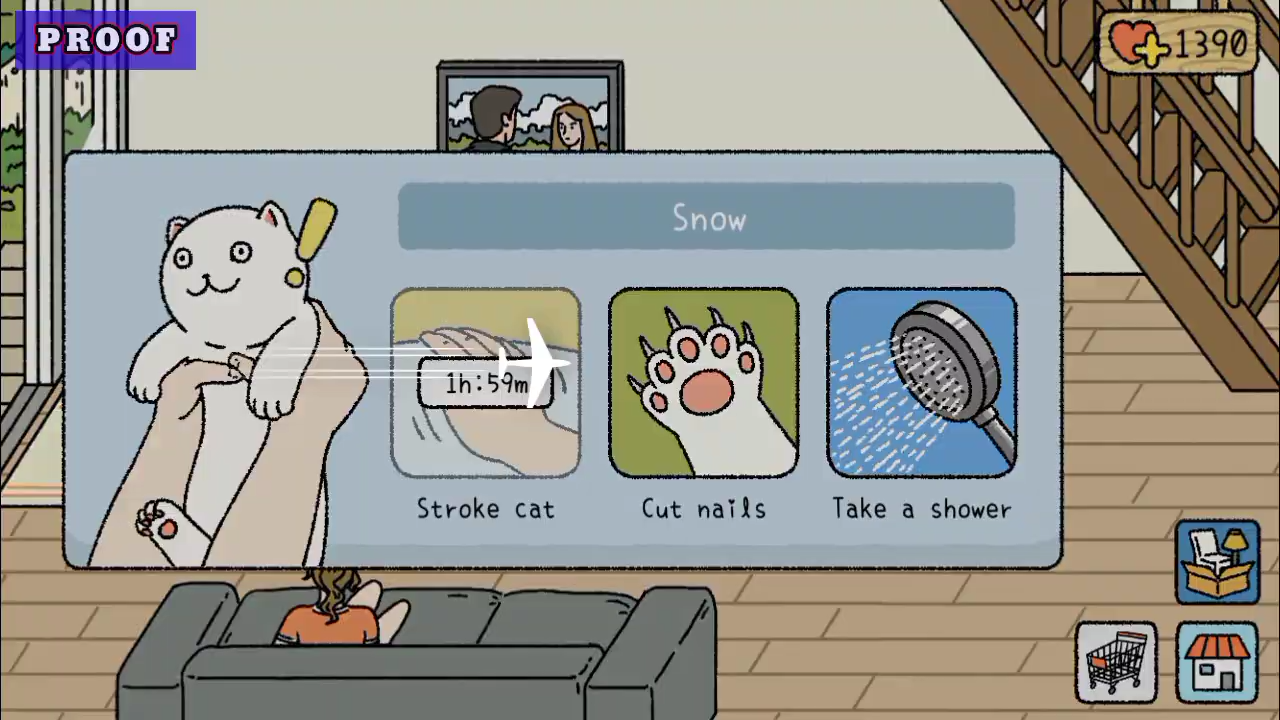 PROOF
1390
Snow
1h:59m
Stroke cat
Cut nails
Take a shower